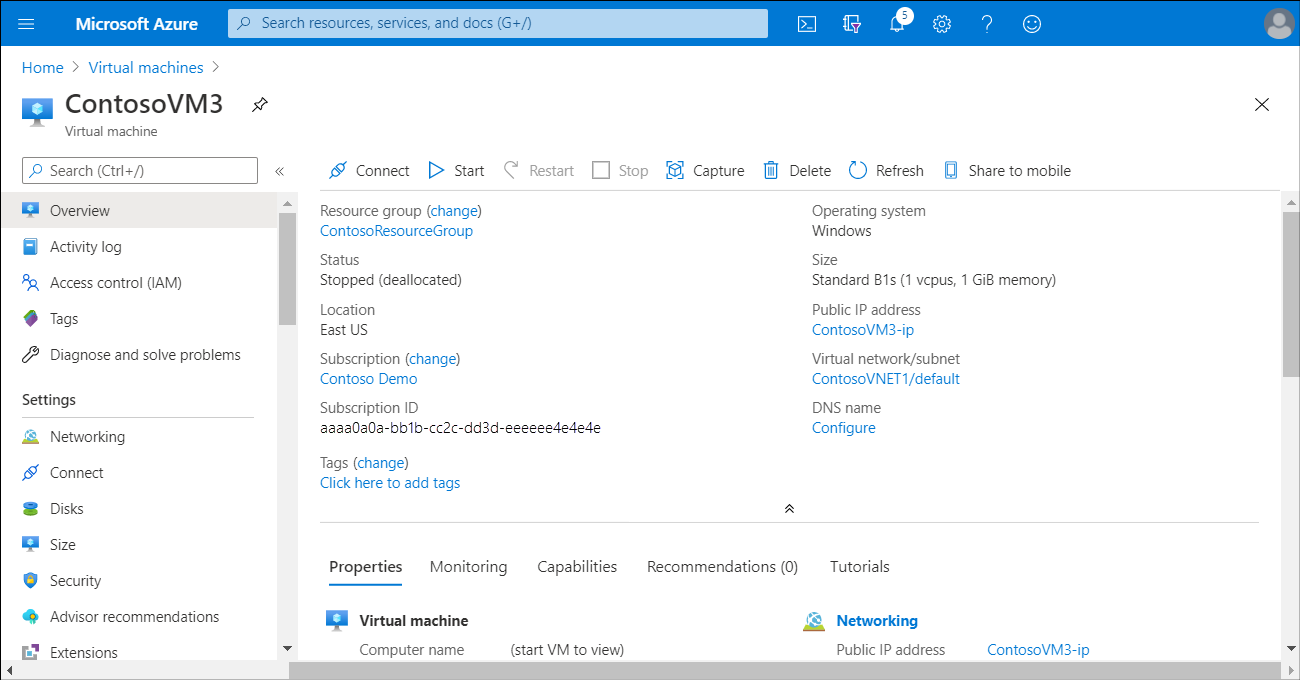 Microsoft Azure
Search resources, services, and docs (G+/)
5
Home > Virtual machines >
ContosoVM3
Virtual machine
Search (Ctrl+/)
«
Overview
Activity log
Access control (IAM)
Tags
Diagnose and solve problems
Settings
Networking
Connect
Disks
Size
Security
Advisor recommendations
Extensions
Connect Start Restart Stop Capture Delete Refresh Share to mobile
Resource group (change)
ContosoResourceGroup
Status
Stopped (deallocated)
Location
East US
Subscription (change)
Contoso Demo
Subscription ID
aaaa0a0a-bb1b-cc2c-dd3d-eeeeee4e4e4e
Tags (change)
Click here to add tags
Operating system
Windows
Size
Standard B1s (1 vcpus, 1 GiB memory)
Public IP address
ContosoVM3-ip
Virtual network/subnet
ContosoVNET1/default
DNS name
Configure
Properties Monitoring Capabilities Recommendations (0) Tutorials
Virtual machine
Computer name (start VM to view)
Networking
Public IP address ContosoVM3-ip